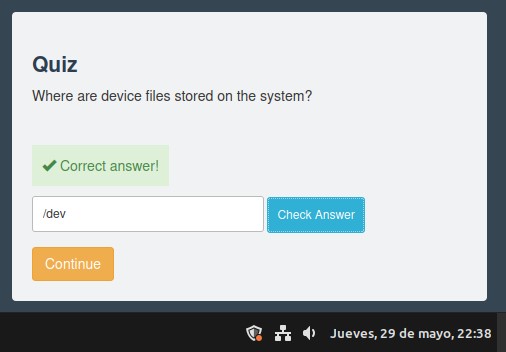 Quiz
Where are device files stored on the system?
Correct answer!
/dev
Check Answer
Continue
Jueves, 29 de mayo, 22:38